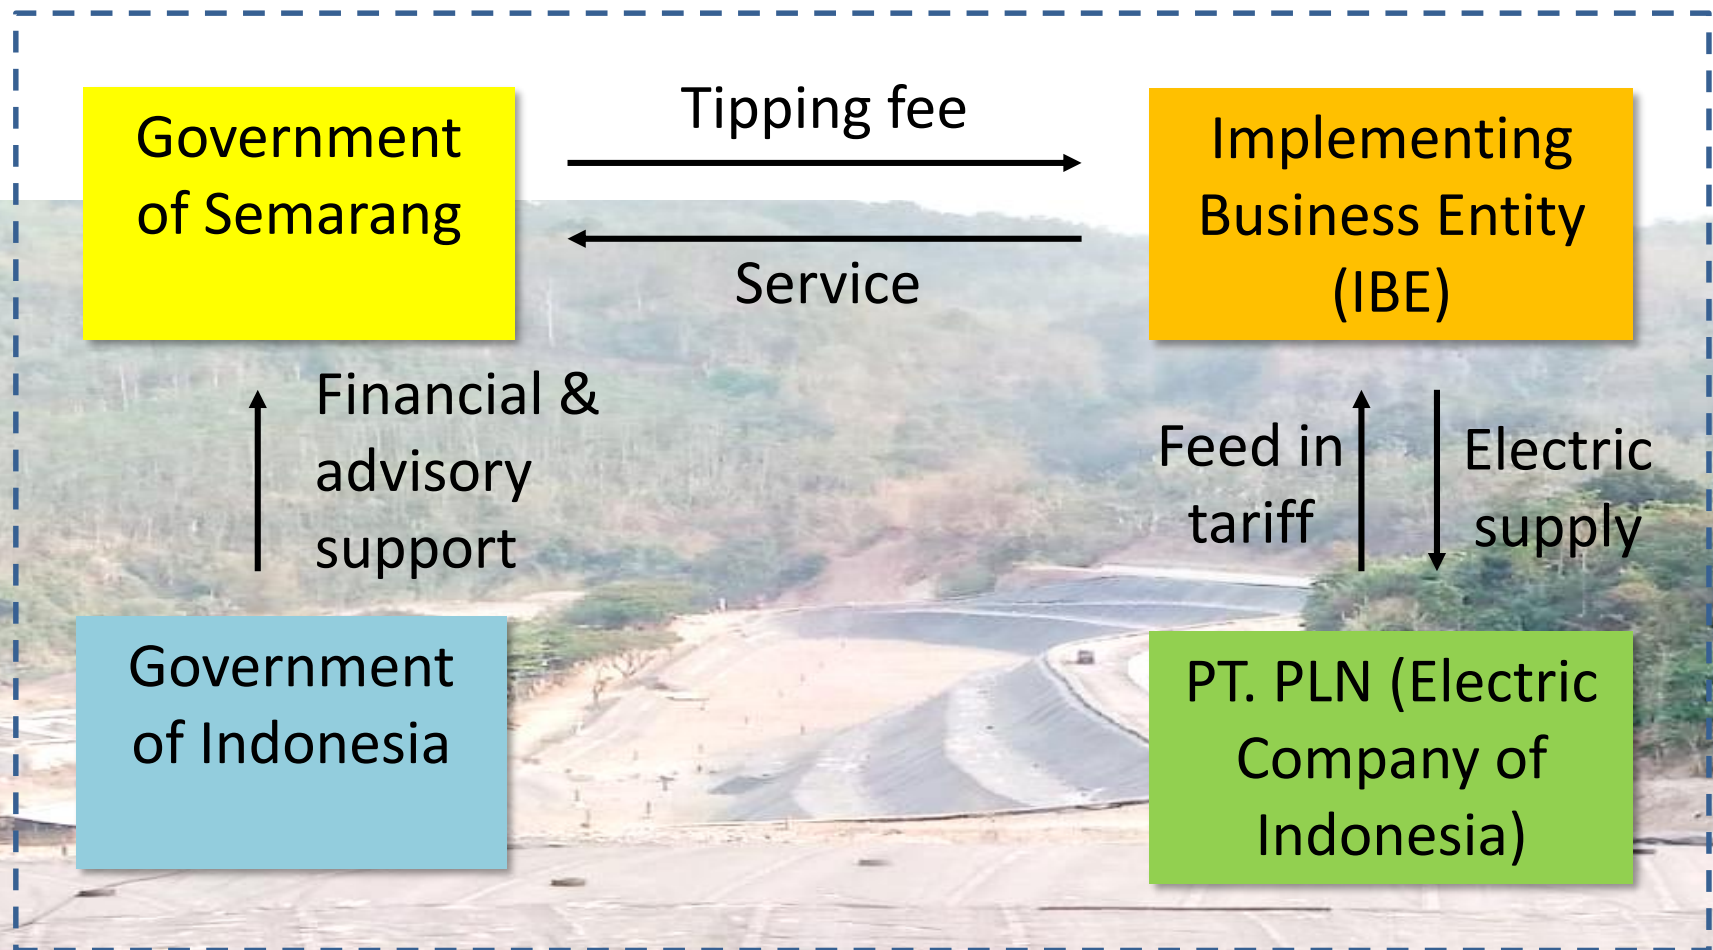 Government
of Semarang
Tipping fee
Service
Implementing
Business Entity
(IBE)
Financial &
advisory
support
Feed in
tariff
Electric
supply
Government
of Indonesia
PT. PLN (Electric
Company of
Indonesia)